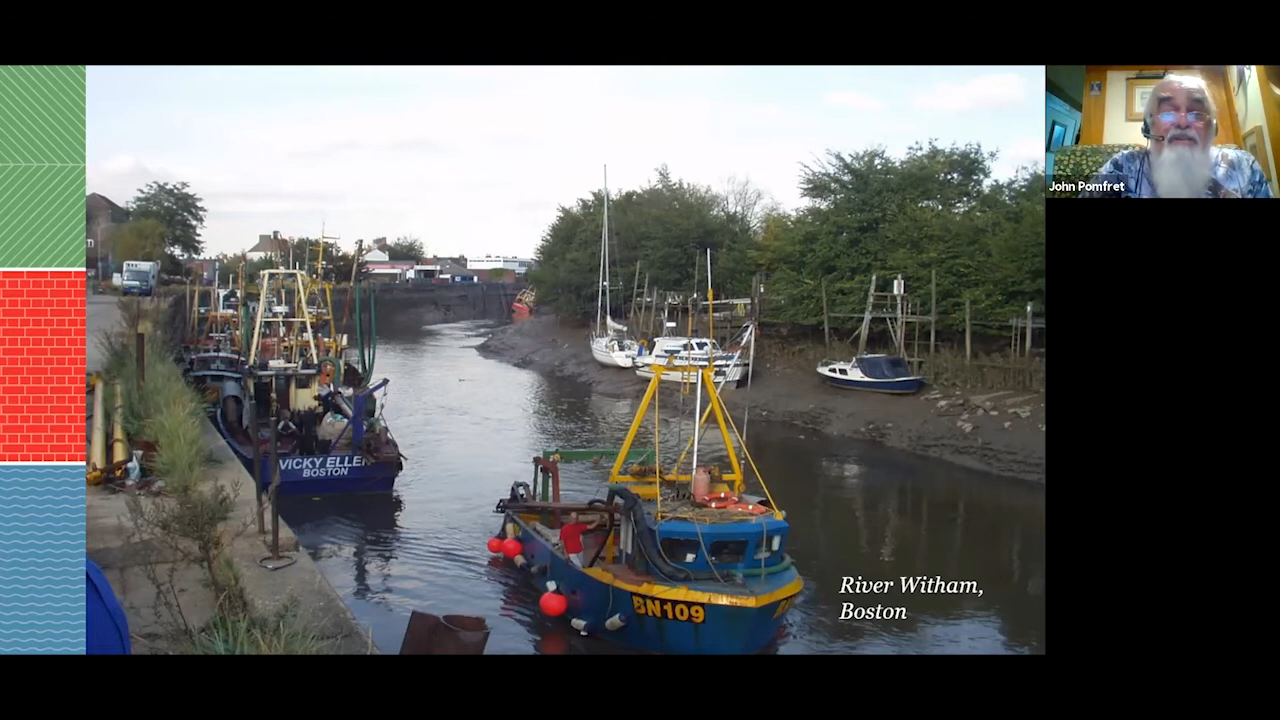 John Pomfret
VICKY ELLEN
BOSTON
BN109
River Witham,
Boston